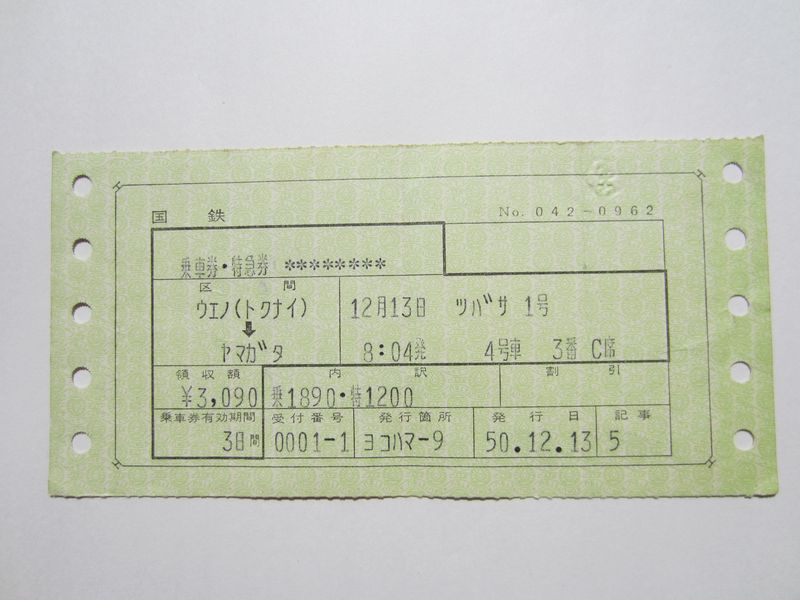 国鉄 No. 042-0962
乗車券・特急券 ********
区間
ウエノ(トクナイ) 12月13日 ツバサ 1号
↓
ヤマガタ 8:04発 4号車 3番 C席
領収額 内訳 割引
¥3,090 乗1890・特1200
乗車券有効期間 受付番号 発行箇所 発行日 記事
3日間 0001-1 ヨコハマ-9 50.12.13 5